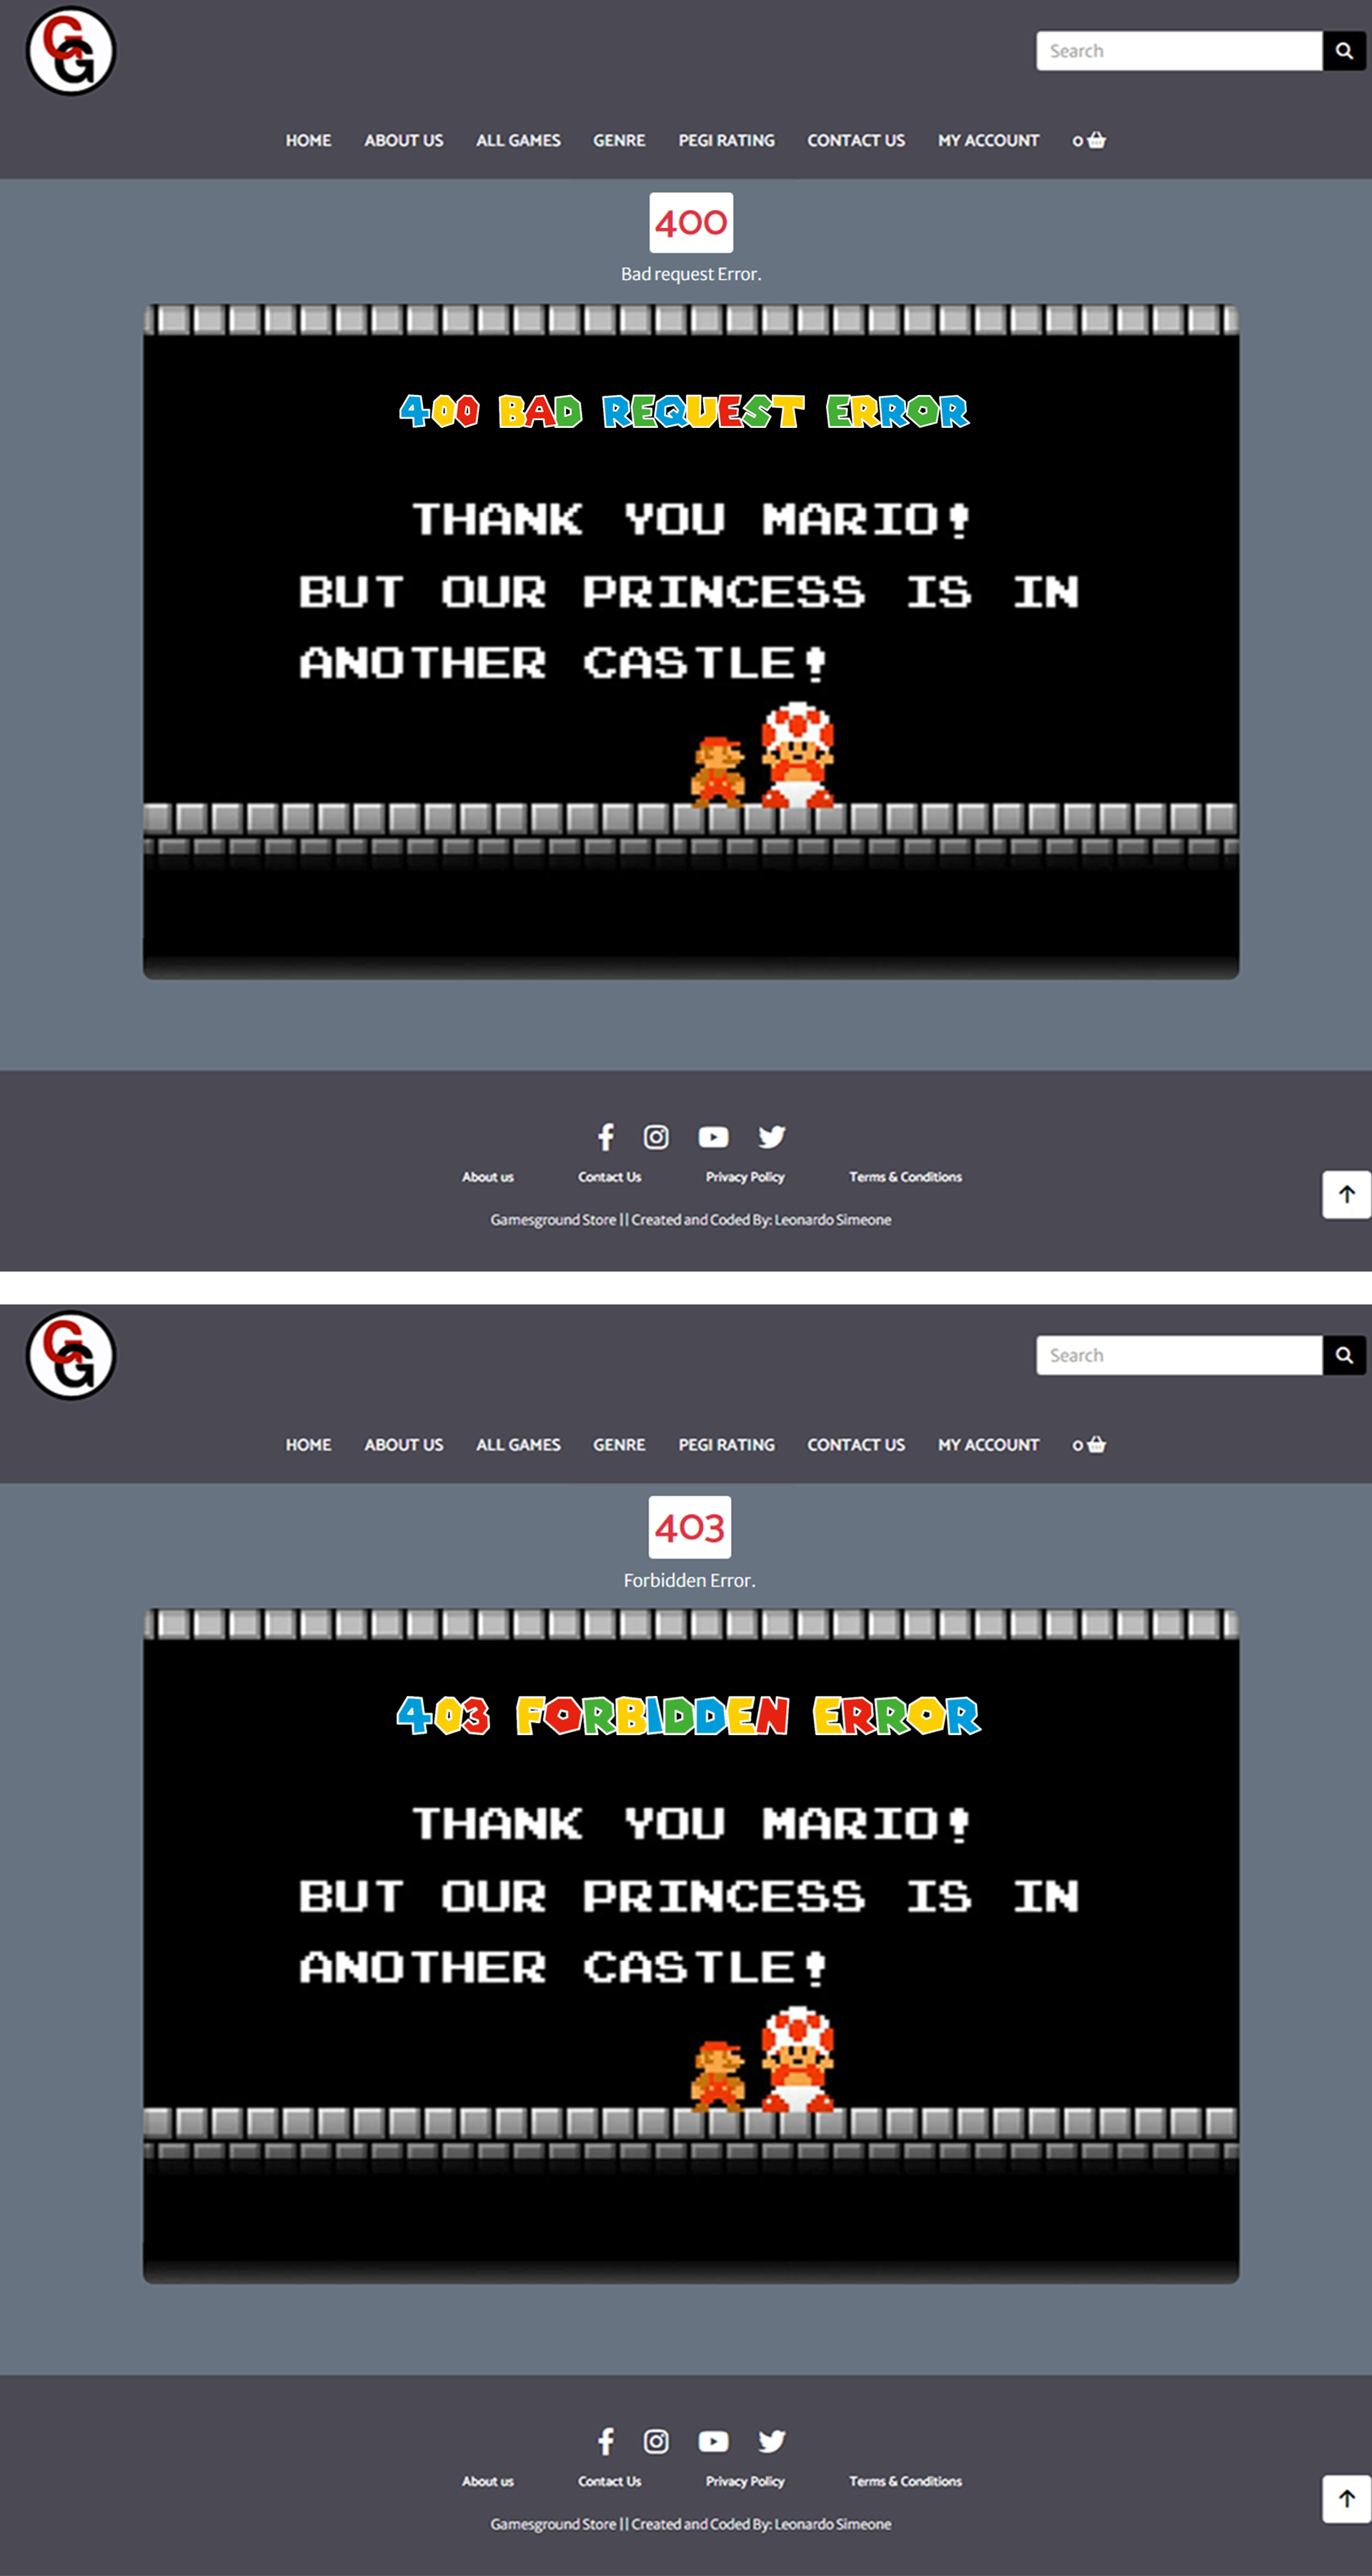 GG
Search
HOME ABOUT US ALL GAMES GENRE PEGI RATING CONTACT US MY ACCOUNT 0
400
Bad request Error.
400 BAD REQUEST ERROR
THANK YOU MARIO!
BUT OUR PRINCESS IS IN
ANOTHER CASTLE!
About us Contact Us Privacy Policy Terms & Conditions
Gamesground Store || Created and Coded By: Leonardo Simeone
GG
Search
HOME ABOUT US ALL GAMES GENRE PEGI RATING CONTACT US MY ACCOUNT 0
403
Forbidden Error.
403 FORBIDDEN ERROR
THANK YOU MARIO!
BUT OUR PRINCESS IS IN
ANOTHER CASTLE!
About us Contact Us Privacy Policy Terms & Conditions
Gamesground Store || Created and Coded By: Leonardo Simeone